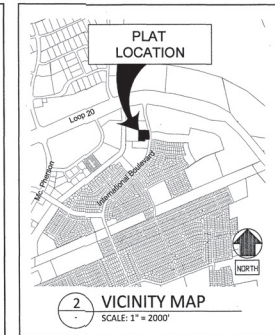 PLAT
LOCATION
Loop 20
International Boulevard
Mc. Pherson
NORTH
2
-
VICINITY MAP
SCALE: 1" = 2000'